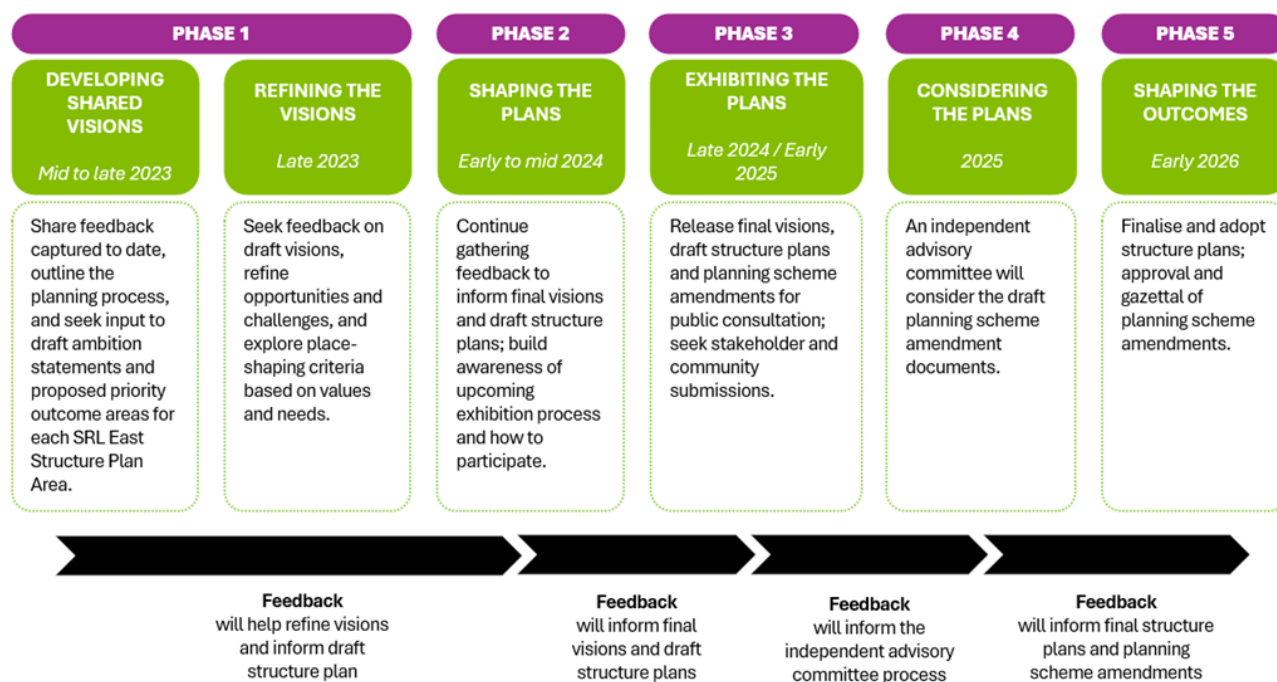 PHASE 1
DEVELOPING
SHARED
VISIONS
Mid to late 2023
Share feedback
captured to date,
outline the
planning process,
and seek input to
draft ambition
statements and
proposed priority
outcome areas for
each SRL East
Structure Plan
Area.
REFINING THE
VISIONS
Late 2023
Seek feedback on
draft visions,
refine
opportunities and
challenges, and
explore place-
shaping criteria
based on values
and needs.
PHASE 2
SHAPING THE
PLANS
Early to mid 2024
Continue
gathering
feedback to
inform final visions
and draft structure
plans; build
awareness of
upcoming
exhibition process
and how to
participate.
PHASE 3
EXHIBITING THE
PLANS
Late 2024 / Early
2025
Release final visions,
draft structure plans
and planning scheme
amendments for
public consultation;
seek stakeholder and
community
submissions.
PHASE 4
CONSIDERING
THE PLANS
2025
An independent
advisory
committee will
consider the draft
planning scheme
amendment
documents.
PHASE 5
SHAPING THE
OUTCOMES
Early 2026
Finalise and adopt
structure plans;
approval and
gazettal of
planning scheme
amendments.
Feedback
will help refine visions
and inform draft
structure plan
Feedback
will inform final
visions and draft
structure plans
Feedback
will inform the
independent advisory
committee process
Feedback
will inform final structure
plans and planning
scheme amendments